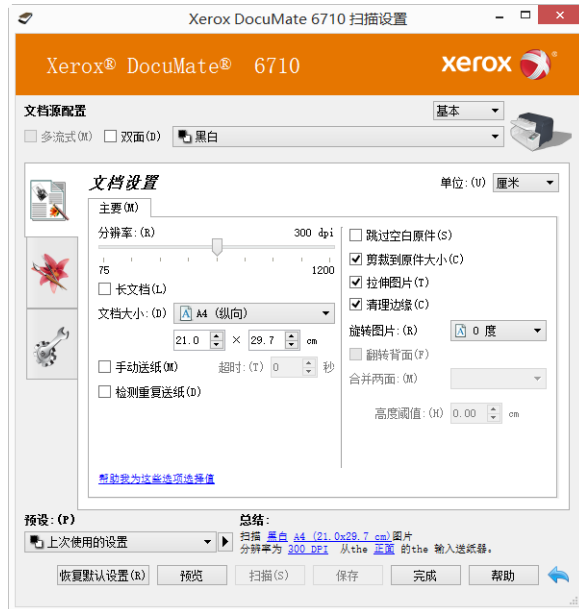 Xerox DocuMate 6710 扫描设置
Xerox® DocuMate® 6710
xerox
文档源配置
基本
多流式(M) 双面(D) 黑白
文档设置
单位:(U) 厘米
主要(M)
分辨率:(R) 300 dpi
75 1200
长文档(L)
文档大小:(D) A4 (纵向)
21.0 × 29.7 cm
手动送纸(M) 超时:(T) 0 秒
检测重复送纸(D)
跳过空白原件(S)
剪裁到原件大小(C)
拉伸图片(T)
清理边缘(C)
旋转图片:(R) 0 度
翻转背面(F)
合并两面:(M)
高度阈值:(H) 0.00 cm
帮助我为这些选项选择值
预设:(P)
上次使用的设置
总结:
扫描 黑白 A4 (21.0x29.7 cm)图片
分辨率为 300 DPI 从the 正面 的the 输入送纸器。
恢复默认设置(R) 预览 扫描(S) 保存 完成 帮助